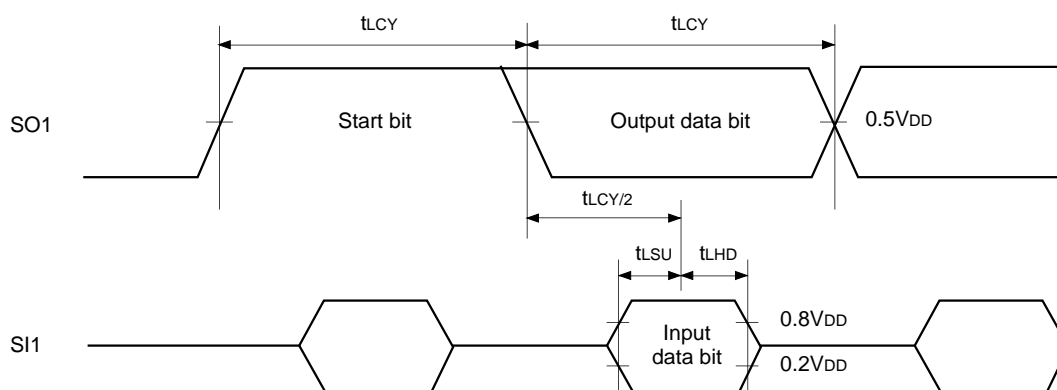 tLCY tLCY
SO1 Start bit Output data bit 0.5VDD
tLCY/2
tLSU tLHD
SI1 Input
data bit
0.8VDD
0.2VDD